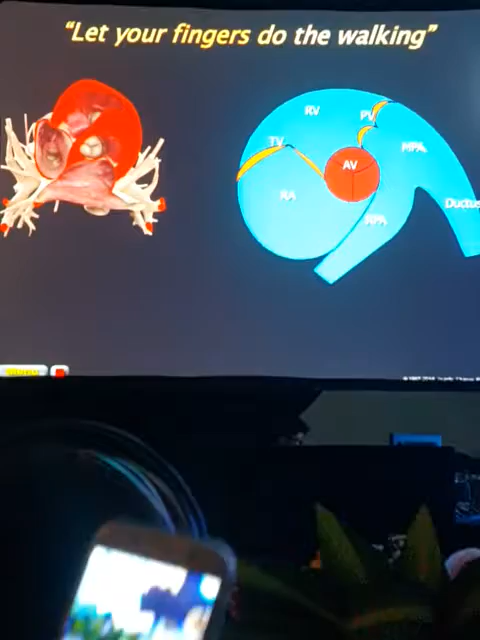 “Let your fingers do the walking”
RV
PV
TV
MPA
AV
RA
Ductus
RPA